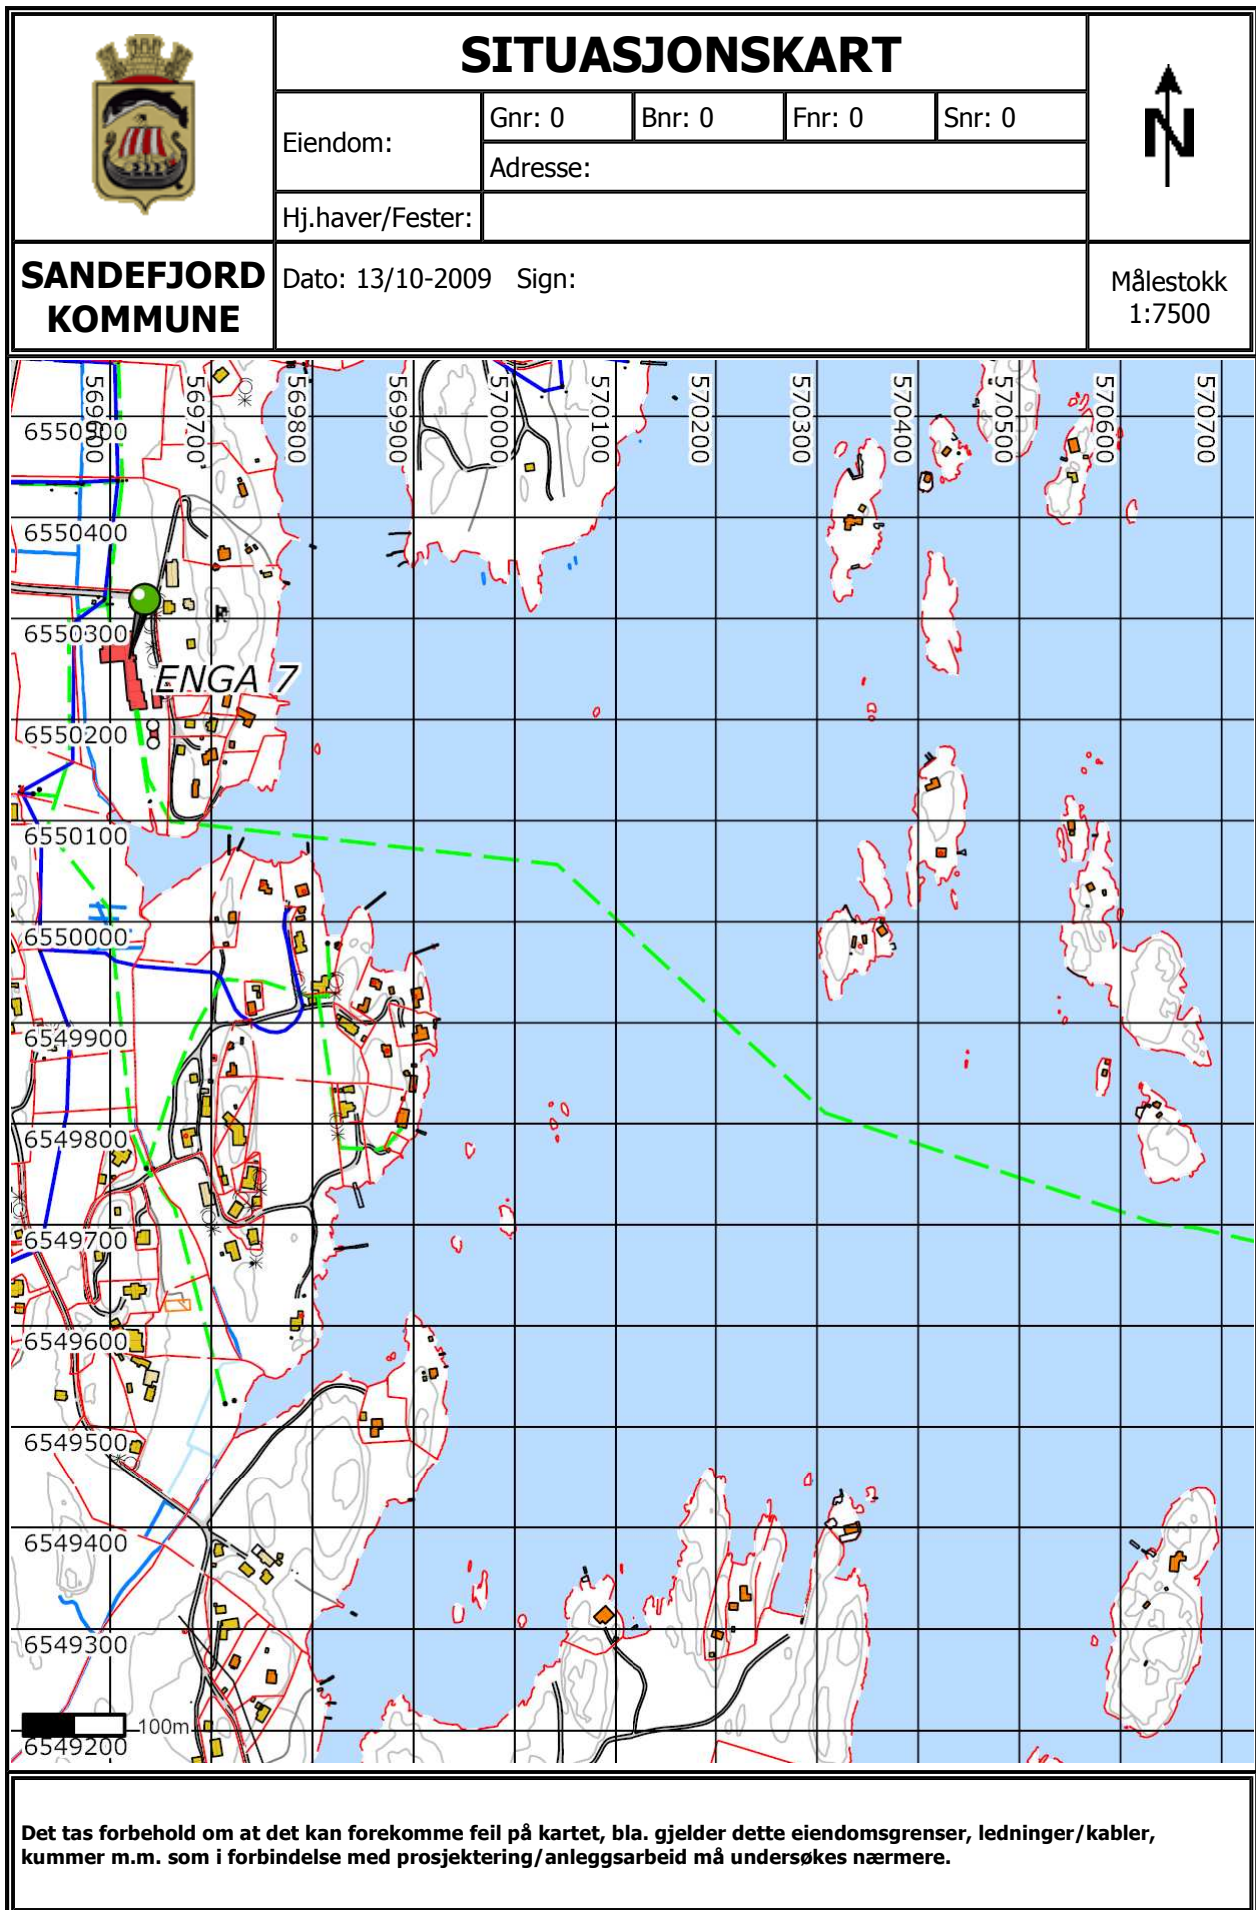 SITUASJONSKART
Eiendom:
Gnr: 0
Bnr: 0
Fnr: 0
Snr: 0
Adresse:
Hj.haver/Fester:
N
SANDEFJORD
KOMMUNE
Dato: 13/10-2009 Sign:
Målestokk
1:7500
569600
569700
569800
569900
570000
570100
570200
570300
570400
570500
570600
570700
6550500
6550400
6550300
ENGA 7
6550200
6550100
6550000
6549900
6549800
6549700
6549600
6549500
6549400
6549300
100m
6549200
Det tas forbehold om at det kan forekomme feil på kartet, bla. gjelder dette eiendomsgrenser, ledninger/kabler,
kummer m.m. som i forbindelse med prosjektering/anleggsarbeid må undersøkes nærmere.